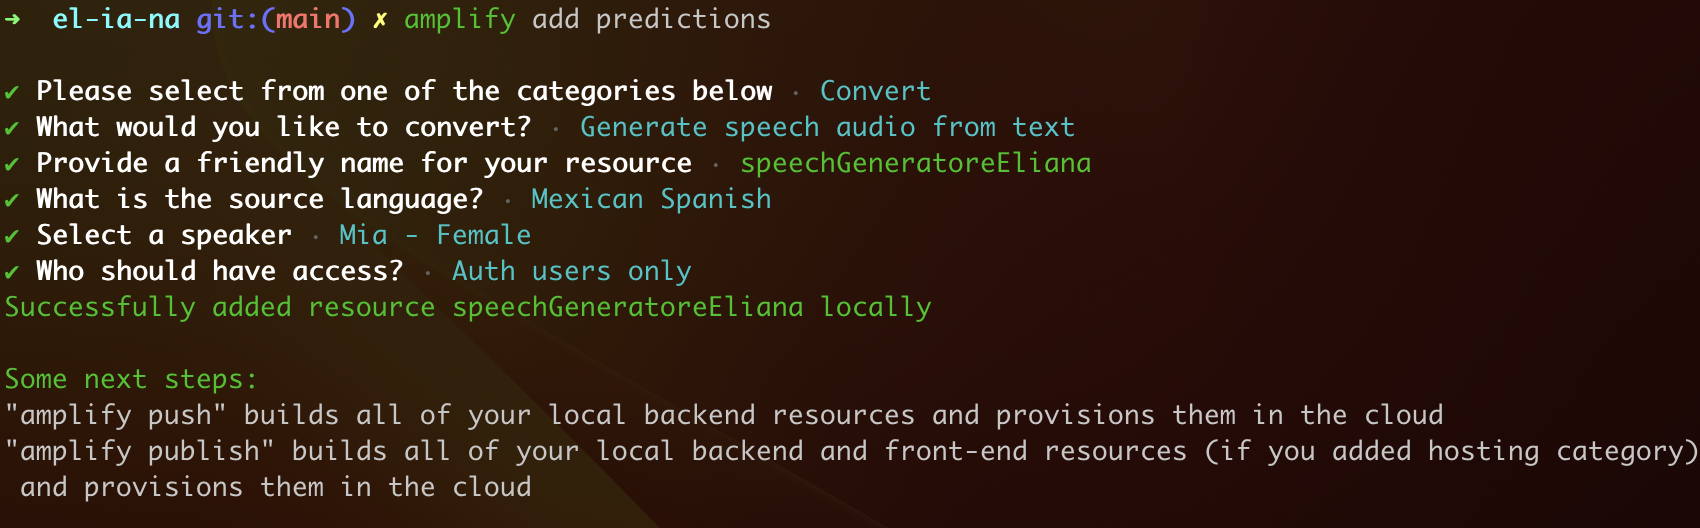 ➜  el-ia-na git:(main) ✗ amplify add predictions
✔ Please select from one of the categories below · Convert
✔ What would you like to convert? · Generate speech audio from text
✔ Provide a friendly name for your resource · speechGeneratoreEliana
✔ What is the source language? · Mexican Spanish
✔ Select a speaker · Mia - Female
✔ Who should have access? · Auth users only
Successfully added resource speechGeneratoreEliana locally
Some next steps:
"amplify push" builds all of your local backend resources and provisions them in the cloud
"amplify publish" builds all of your local backend and front-end resources (if you added hosting category)
and provisions them in the cloud